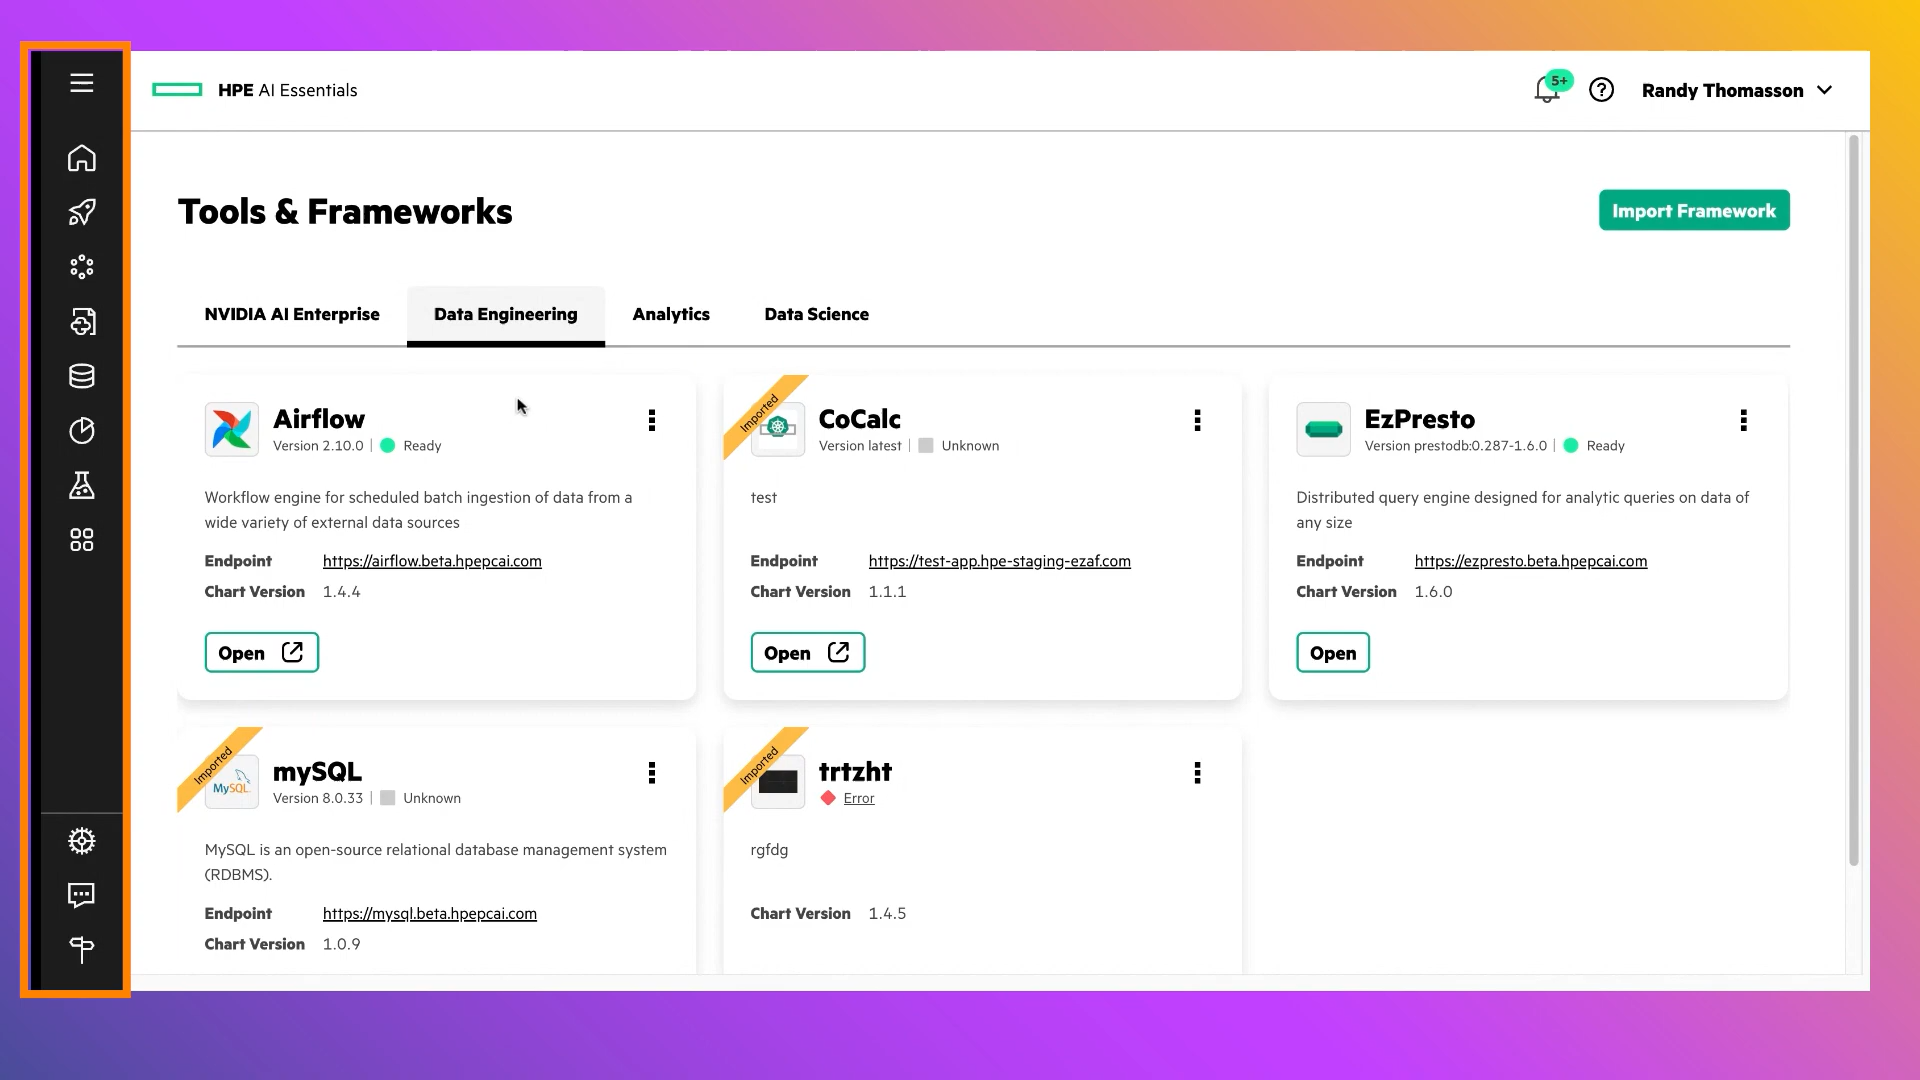 HPE AI Essentials
5+
Randy Thomasson
Tools & Frameworks
Import Framework
NVIDIA AI Enterprise
Data Engineering
Analytics
Data Science
Airflow
Version 2.10.0 | Ready
Workflow engine for scheduled batch ingestion of data from a
wide variety of external data sources
Endpoint https://airflow.beta.hpepcai.com
Chart Version 1.4.4
Open
Imported
CoCalc
Version latest | Unknown
test
Endpoint https://test-app.hpe-staging-ezaf.com
Chart Version 1.1.1
Open
EzPresto
Version prestodb:0.287-1.6.0 | Ready
Distributed query engine designed for analytic queries on data of
any size
Endpoint https://ezpresto.beta.hpepcai.com
Chart Version 1.6.0
Open
Imported
MySQL
mySQL
Version 8.0.33 | Unknown
MySQL is an open-source relational database management system
(RDBMS).
Endpoint https://mysql.beta.hpepcai.com
Chart Version 1.0.9
Imported
trtzht
Error
rgfdg
Chart Version 1.4.5